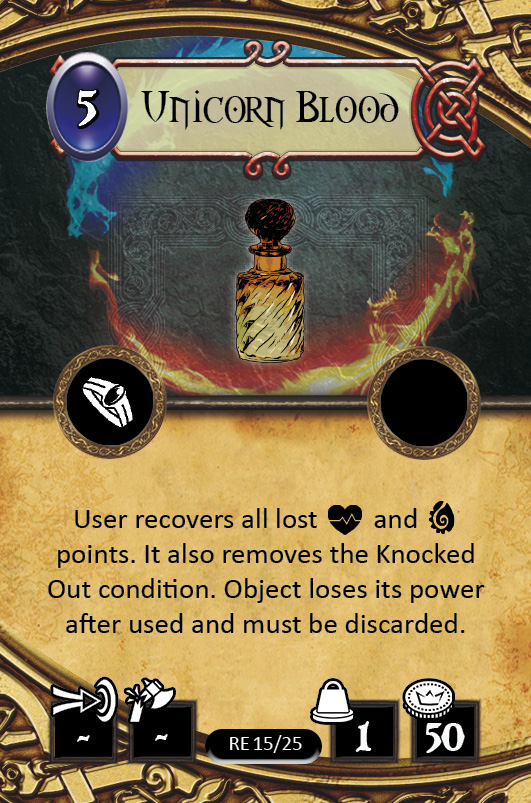 5
Unicorn Blood
User recovers all lost and
points. It also removes the Knocked
Out condition. Object loses its power
after used and must be discarded.
~ ~ RE 15/25 1 50